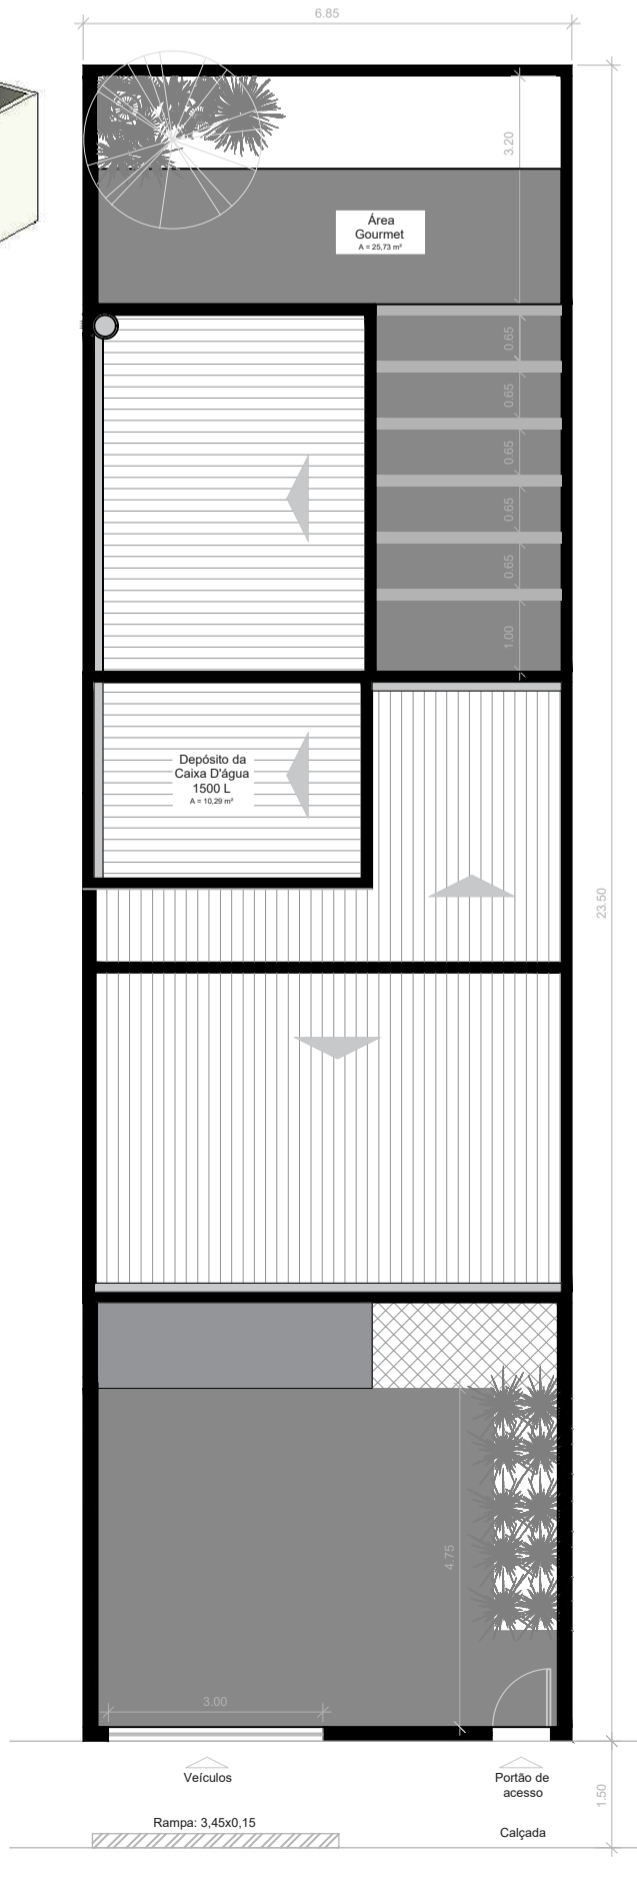 6.85
3.20
Área
Gourmet
A = 25,73 m²
0.65
0.65
0.65
0.65
0.65
1.00
Depósito da
Caixa D'água
1500 L
A = 10,29 m²
23.50
4.75
3.00
Veículos
Portão de
acesso
1.50
Rampa: 3,45x0,15
Calçada